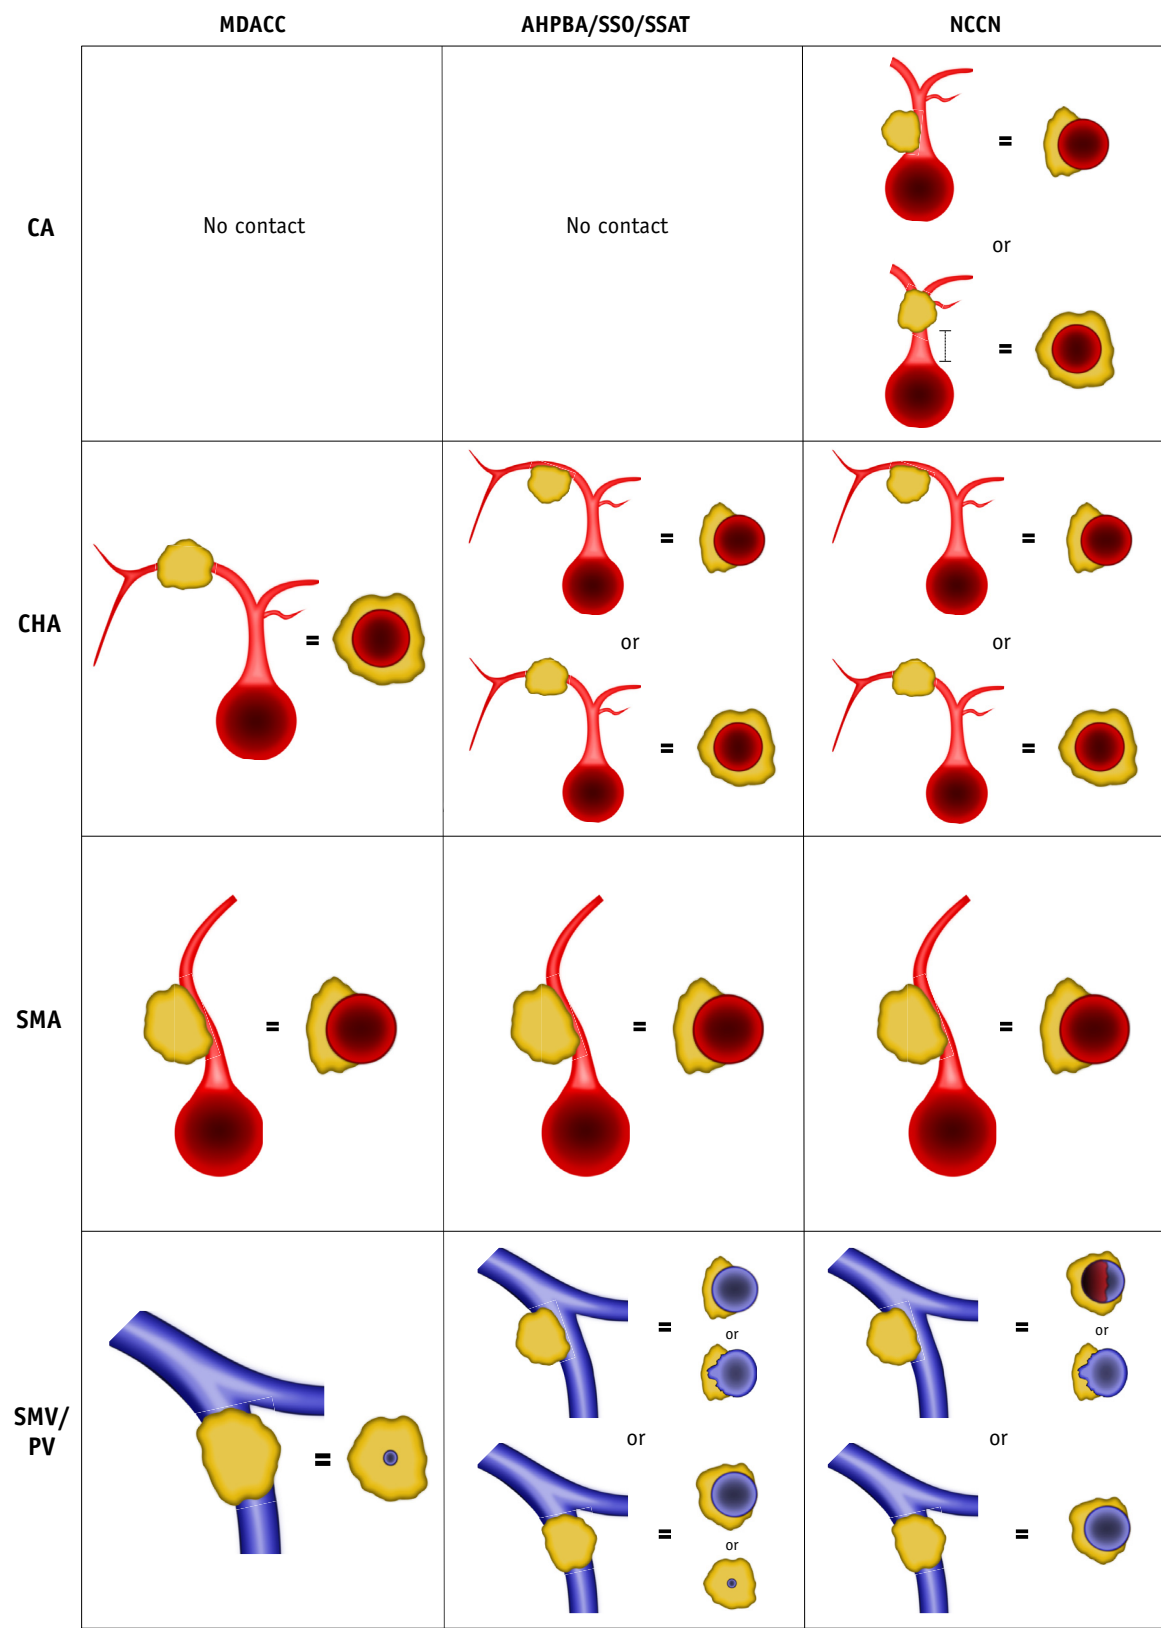 MDACC AHPBA/SSO/SSAT NCCN
CA
No contact
No contact
=
or
=
CHA
=
=
or
=
=
or
=
SMA
=
=
=
SMV/
PV
=
=
or
or
=
or
=
or
or
=